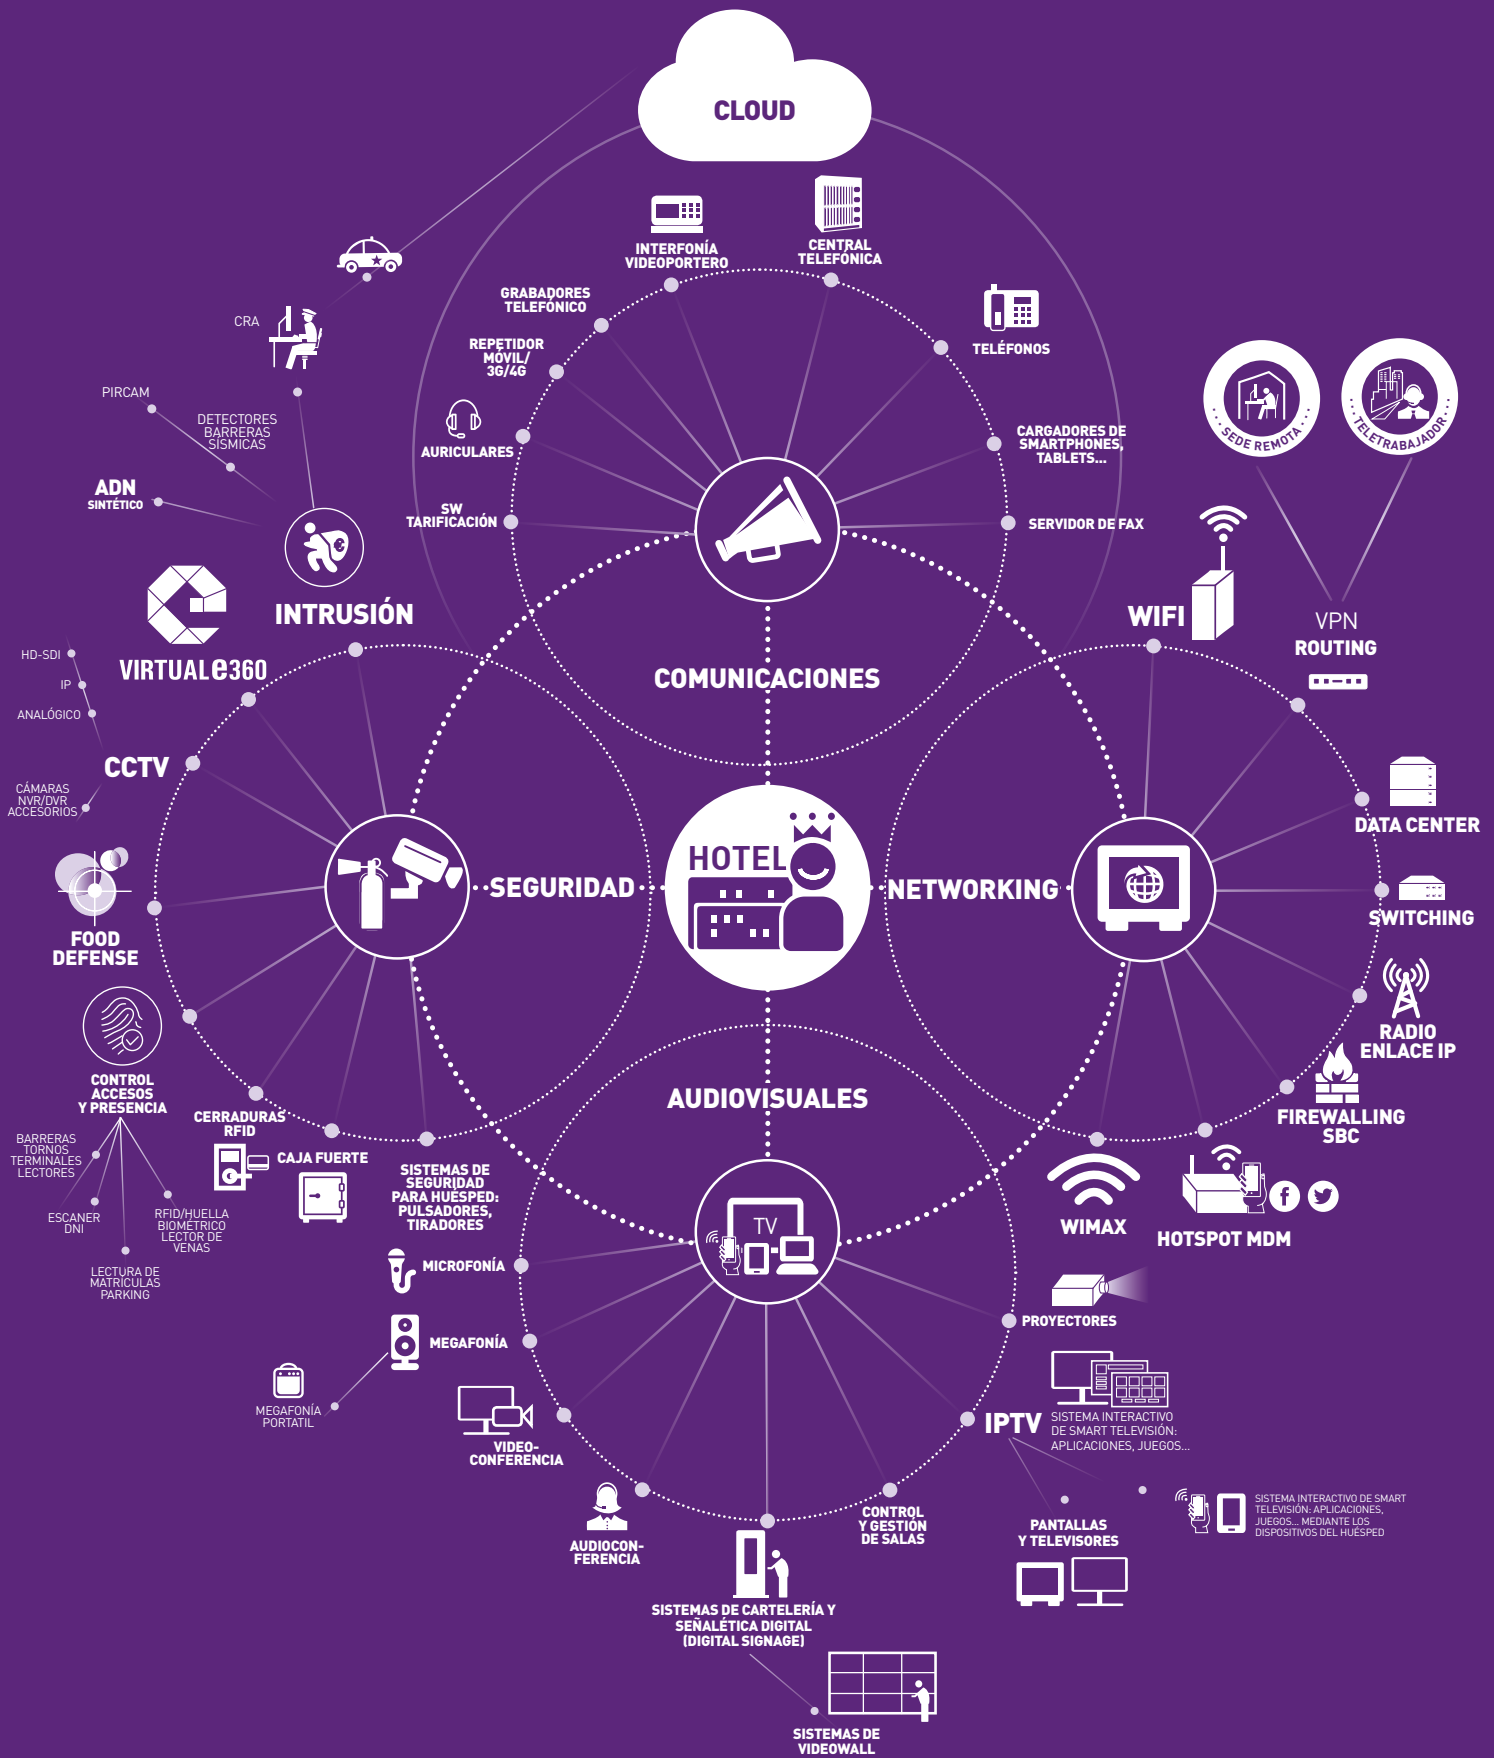 CLOUD
INTERFONÍA
VIDEOPORTERO
CENTRAL
TELEFÓNICA
GRABADORES
TELEFÓNICO
REPETIDOR
MÓVIL/
3G/4G
TELÉFONOS
AURICULARES
CARGADORES DE
SMARTPHONES,
TABLETS...
SW
TARIFICACIÓN
SERVIDOR DE FAX
COMUNICACIONES
CRA
PIRCAM
DETECTORES
BARRERAS
SÍSMICAS
ADN
SINTÉTICO
INTRUSIÓN
VIRTUALe360
HD-SDI
IP
ANALÓGICO
CCTV
CÁMARAS
NVR/DVR
ACCESORIOS
FOOD
DEFENSE
CONTROL
ACCESOS
Y PRESENCIA
BARRERAS
TORNOS
TERMINALES
LECTORES
ESCANER
DNI
RFID/HUELLA
BIOMÉTRICO
LECTOR DE
VENAS
LECTURA DE
MATRÍCULAS
PARKING
CERRADURAS
RFID
CAJA FUERTE
SISTEMAS DE
SEGURIDAD
PARA HUÉSPED:
PULSADORES,
TIRADORES
SEGURIDAD
HOTEL
NETWORKING
SEDE REMOTA
TELETRABAJADOR
WIFI
VPN
ROUTING
DATA CENTER
SWITCHING
RADIO
ENLACE IP
FIREWALLING
SBC
HOTSPOT MDM
f
WIMAX
AUDIOVISUALES
TV
MICROFONÍA
MEGAFONÍA
MEGAFONÍA
PORTATIL
VIDEO-
CONFERENCIA
AUDIOCON-
FERENCIA
SISTEMAS DE CARTELERÍA Y
SEÑALÉTICA DIGITAL
(DIGITAL SIGNAGE)
SISTEMAS DE
VIDEOWALL
CONTROL
Y GESTIÓN
DE SALAS
PROYECTORES
IPTV
SISTEMA INTERACTIVO
DE SMART TELEVISIÓN:
APLICACIONES, JUEGOS...
PANTALLAS
Y TELEVISORES
SISTEMA INTERACTIVO DE SMART
TELEVISIÓN: APLICACIONES,
JUEGOS... MEDIANTE LOS
DISPOSITIVOS DEL HUÉSPED